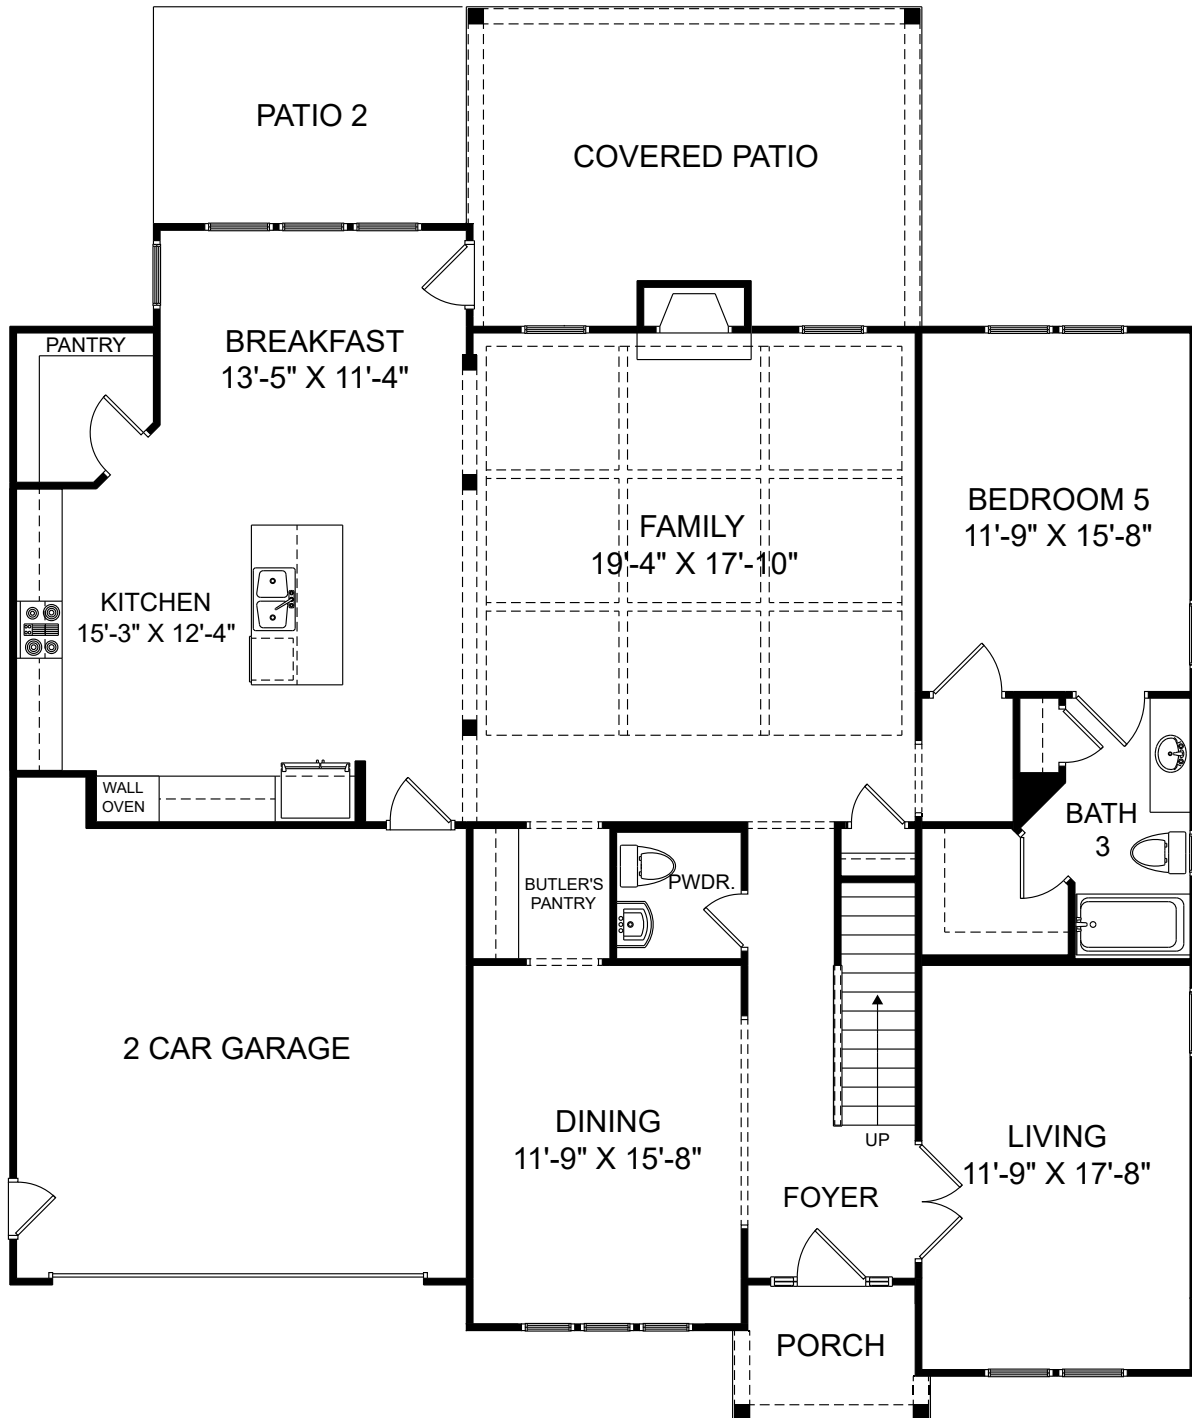 PATIO 2
COVERED PATIO
PANTRY
BREAKFAST
13'-5" X 11'-4"
BEDROOM 5
11'-9" X 15'-8"
FAMILY
19'-4" X 17'-10"
KITCHEN
15'-3" X 12'-4"
WALL
OVEN
BATH
3
BUTLER'S
PANTRY
PWDR.
2 CAR GARAGE
DINING
11'-9" X 15'-8"
UP
LIVING
11'-9" X 17'-8"
FOYER
PORCH